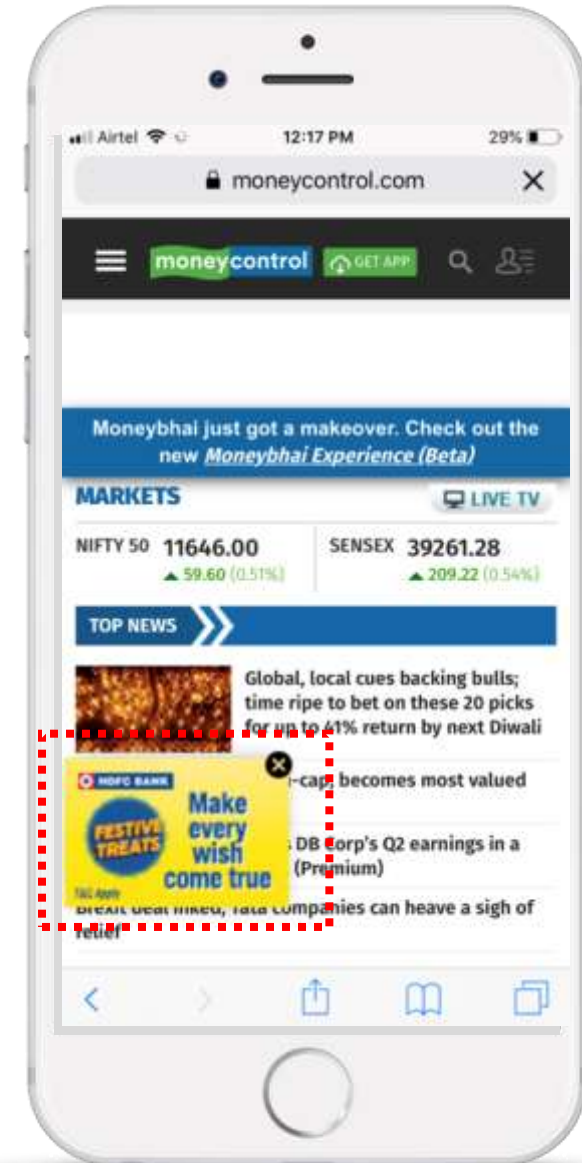 Airtel 12:17 PM 29%
moneycontrol.com
moneycontrol GET APP
Moneybhai just got a makeover. Check out the
new Moneybhai Experience (Beta)
MARKETS LIVE TV
NIFTY 50 11646.00 SENSEX 39261.28
59.60 (0.51%) 209.22 (0.54%)
TOP NEWS
Global, local cues backing bulls;
time ripe to bet on these 20 picks
for up to 41% return by next Diwali
-cap, becomes most valued
DB Corp's Q2 earnings in a
(Premium)
Brexit deal inked, Tata companies can heave a sigh of
relief
HDFC BANK
FESTIVE
TREATS
Make
every
wish
come true
T&C Apply